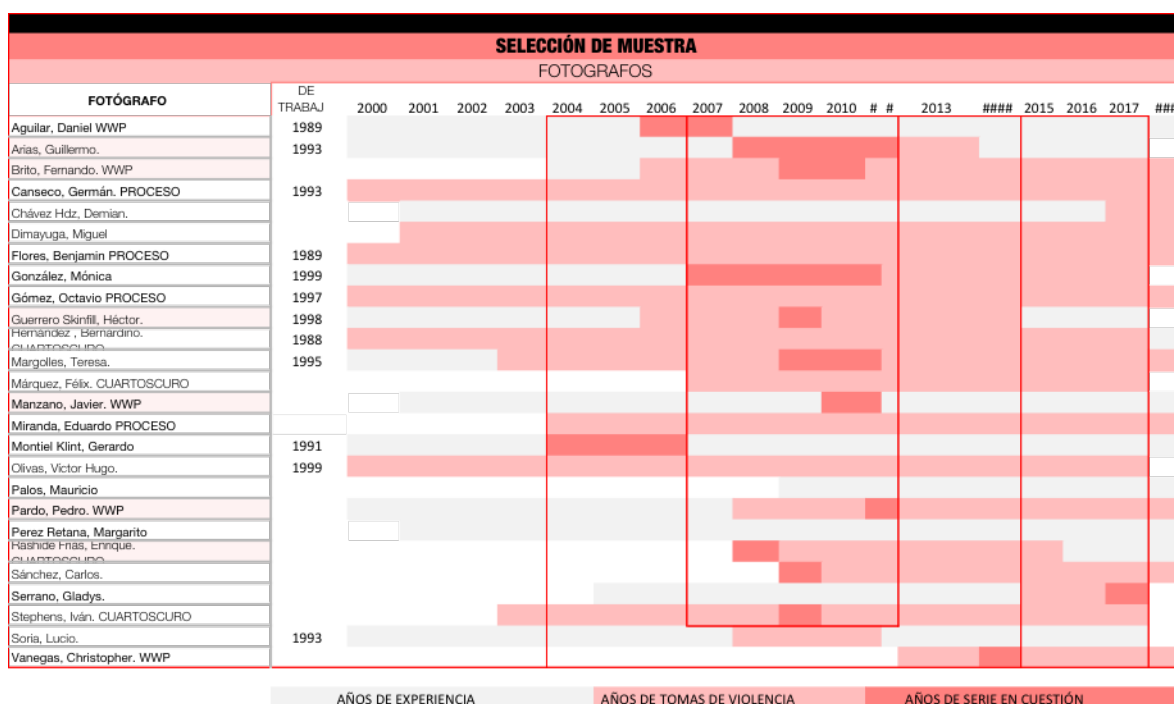 SELECCIÓN DE MUESTRA
FOTOGRAFOS
FOTÓGRAFO DE TRABAJ 2000 2001 2002 2003 2004 2005 2006 2007 2008 2009 2010 # # 2013 #### 2015 2016 2017 ###
Aguilar, Daniel WWP 1989
Arias, Guillermo. 1993
Brito, Fernando. WWP
Canseco, Germán. PROCESO 1993
Chávez Hdz, Demian.
Dimayuga, Miguel
Flores, Benjamin PROCESO 1989
González, Mónica 1999
Gómez, Octavio PROCESO 1997
Guerrero Skinfill, Héctor. 1998
Hernández , Bernardino. CUARTOSCURO 1988
Margolles, Teresa. 1995
Márquez, Félix. CUARTOSCURO
Manzano, Javier. WWP
Miranda, Eduardo PROCESO
Montiel Klint, Gerardo 1991
Olivas, Víctor Hugo. 1999
Palos, Mauricio
Pardo, Pedro. WWP
Perez Retana, Margarito
Rashide Frias, Enrique. CUARTOSCURO
Sánchez, Carlos.
Serrano, Gladys.
Stephens, Iván. CUARTOSCURO
Soria, Lucio. 1993
Vanegas, Christopher. WWP
AÑOS DE EXPERIENCIA AÑOS DE TOMAS DE VIOLENCIA AÑOS DE SERIE EN CUESTIÓN